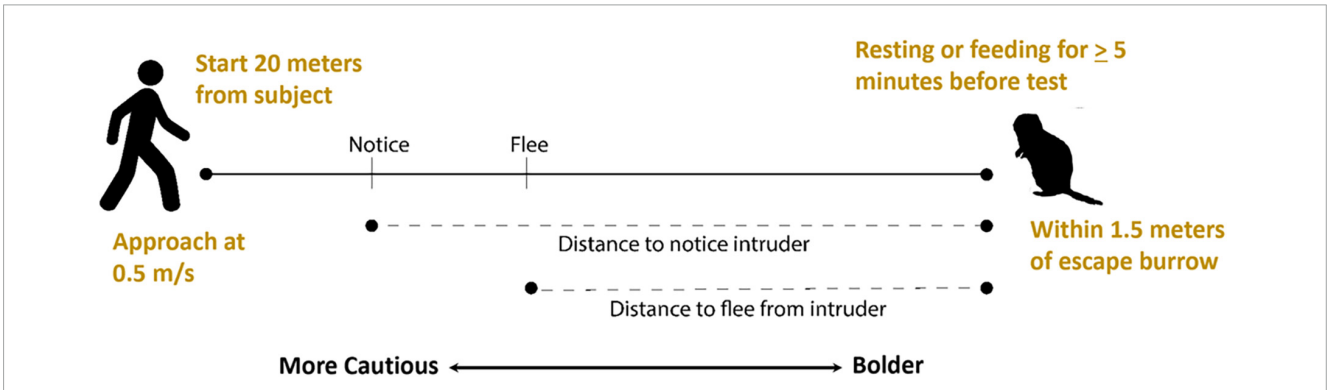 Start 20 meters
from subject
Resting or feeding for ≥ 5
minutes before test
Notice
Flee
Approach at
0.5 m/s
Distance to notice intruder
Within 1.5 meters
of escape burrow
Distance to flee from intruder
More Cautious
Bolder